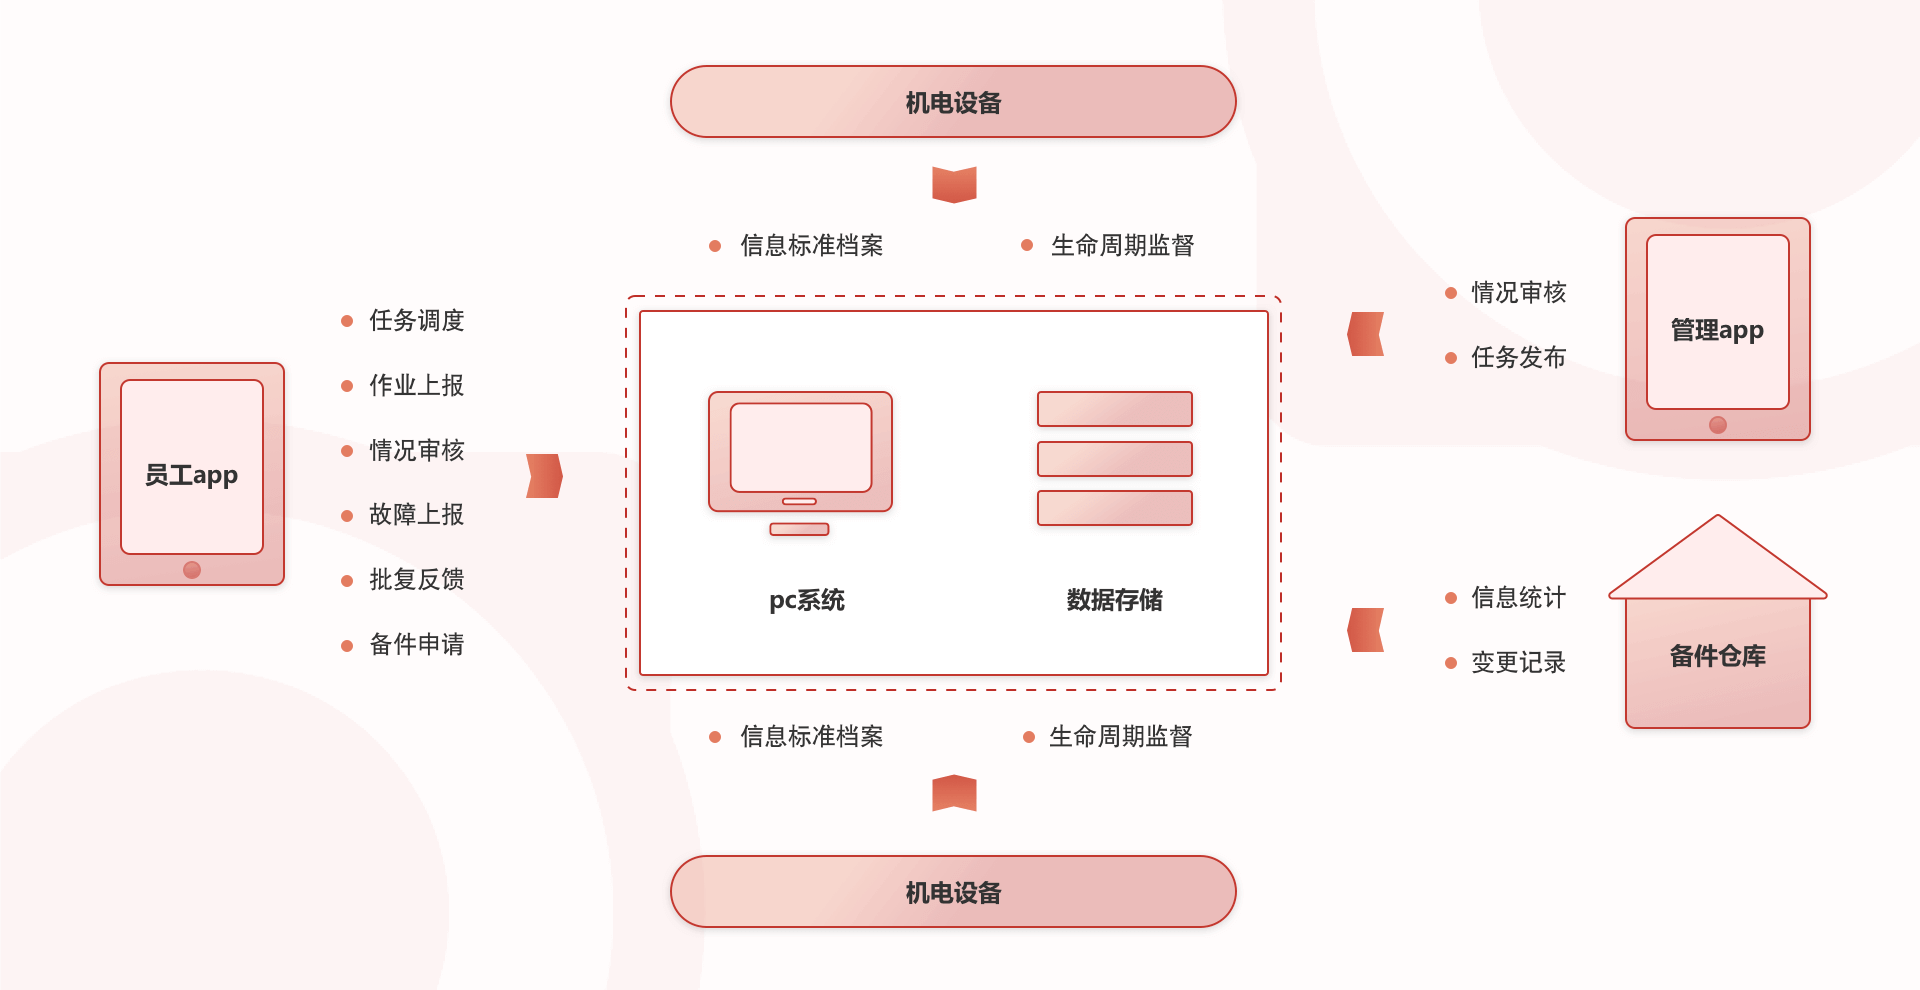 机电设备
信息标准档案
生命周期监督
任务调度
作业上报
情况审核
故障上报
批复反馈
备件申请
员工app
pc系统
数据存储
情况审核
任务发布
管理app
信息统计
变更记录
备件仓库
信息标准档案
生命周期监督
机电设备